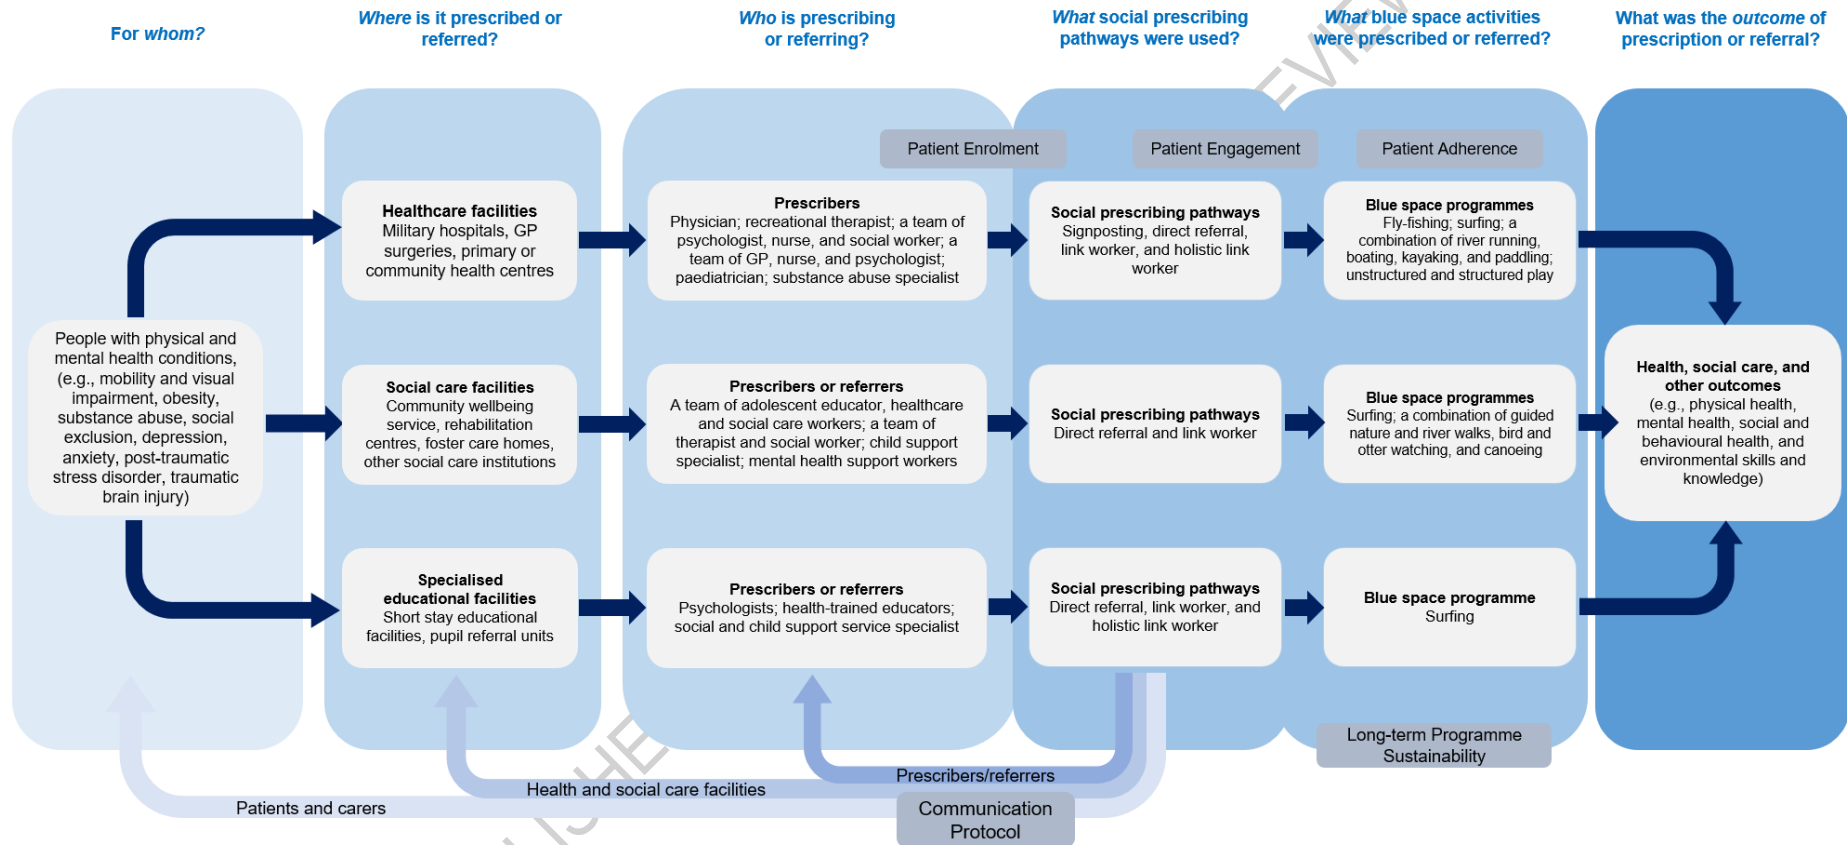 For whom?
Where is it prescribed or
referred?
Who is prescribing
or referring?
What social prescribing
pathways were used?
What blue space activities
were prescribed or referred?
What was the outcome of
prescription or referral?
Patient Enrolment
Patient Engagement
Patient Adherence
People with physical and
mental health conditions,
(e.g., mobility and visual
impairment, obesity,
substance abuse, social
exclusion, depression,
anxiety, post-traumatic
stress disorder, traumatic
brain injury)
Healthcare facilities
Military hospitals, GP
surgeries, primary or
community health centres
Prescribers
Physician; recreational therapist; a team of
psychologist, nurse, and social worker; a
team of GP, nurse, and psychologist;
paediatrician; substance abuse specialist
Social prescribing pathways
Signposting, direct referral,
link worker, and holistic link
worker
Blue space programmes
Fly-fishing; surfing; a
combination of river running,
boating, kayaking, and paddling;
unstructured and structured play
Social care facilities
Community wellbeing
service, rehabilitation
centres, foster care homes,
other social care institutions
Prescribers or referrers
A team of adolescent educator, healthcare
and social care workers; a team of
therapist and social worker; child support
specialist; mental health support workers
Social prescribing pathways
Direct referral and link worker
Blue space programmes
Surfing; a combination of guided
nature and river walks, bird and
otter watching, and canoeing
Health, social care, and
other outcomes
(e.g., physical health,
mental health, social and
behavioural health, and
environmental skills and
knowledge)
Specialised
educational facilities
Short stay educational
facilities, pupil referral units
Prescribers or referrers
Psychologists; health-trained educators;
social and child support service specialist
Social prescribing pathways
Direct referral, link worker, and
holistic link worker
Blue space programme
Surfing
Long-term Programme
Sustainability
Prescribers/referrers
Health and social care facilities
Patients and carers
Communication
Protocol